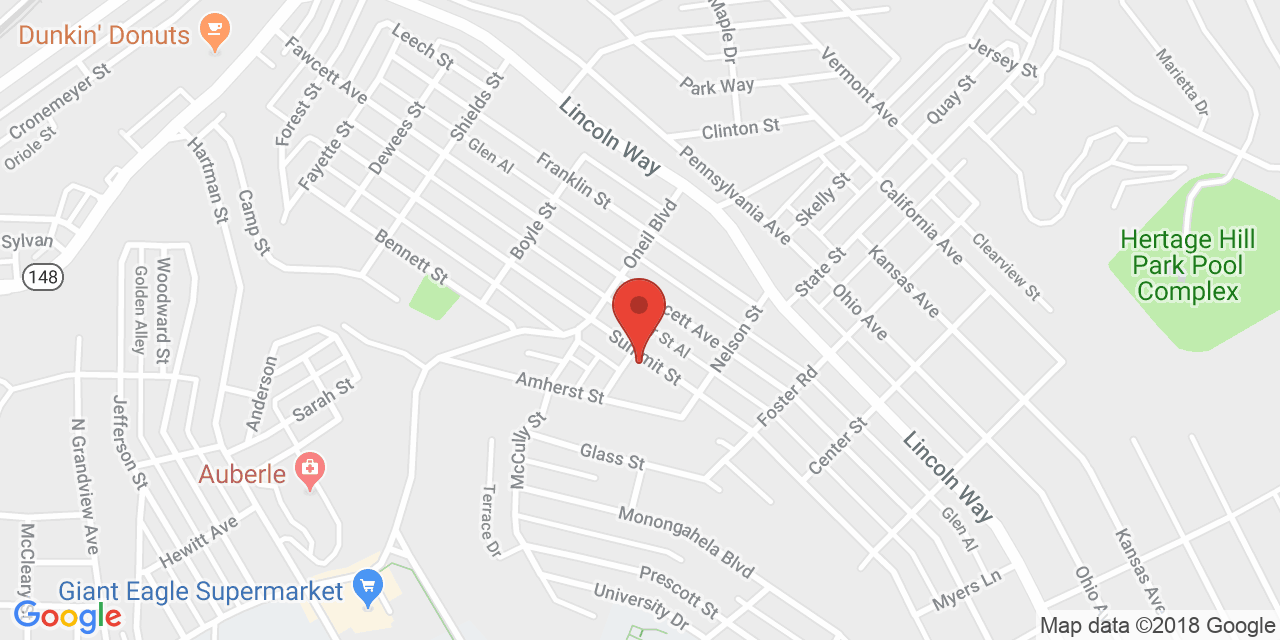 Dunkin' Donuts
Cronemeyer St
Oriole St
Fawcett Ave
Leech St
Forest St
Fayette St
Dewees St
Shields St
Glen Al
Franklin St
Lincoln Way
Maple Dr
Park Way
Clinton St
Vermont Ave
Jersey St
Quay St
Marietta Dr
Pennsylvania Ave
Skelly St
California Ave
Clearview St
Hartman St
Camp St
Sylvan
148
Bennett St
Boyle St
Oneil Blvd
State St
Kansas Ave
Ohio Ave
Hertage Hill
Park Pool
Complex
Woodward St
Golden Alley
cett Ave
St Al
Summit St
Nelson St
Anderson
Sarah St
Amherst St
Foster Rd
Center St
Lincoln Way
N Grandview Ave
Jefferson St
Auberle
McCully St
Glass St
Terrace Dr
Monongahela Blvd
Glen Al
Hewitt Ave
McCleary
Giant Eagle Supermarket
Prescott St
University Dr
Myers Ln
Kansas Ave
Ohio A
Google
Map data ©2018 Google